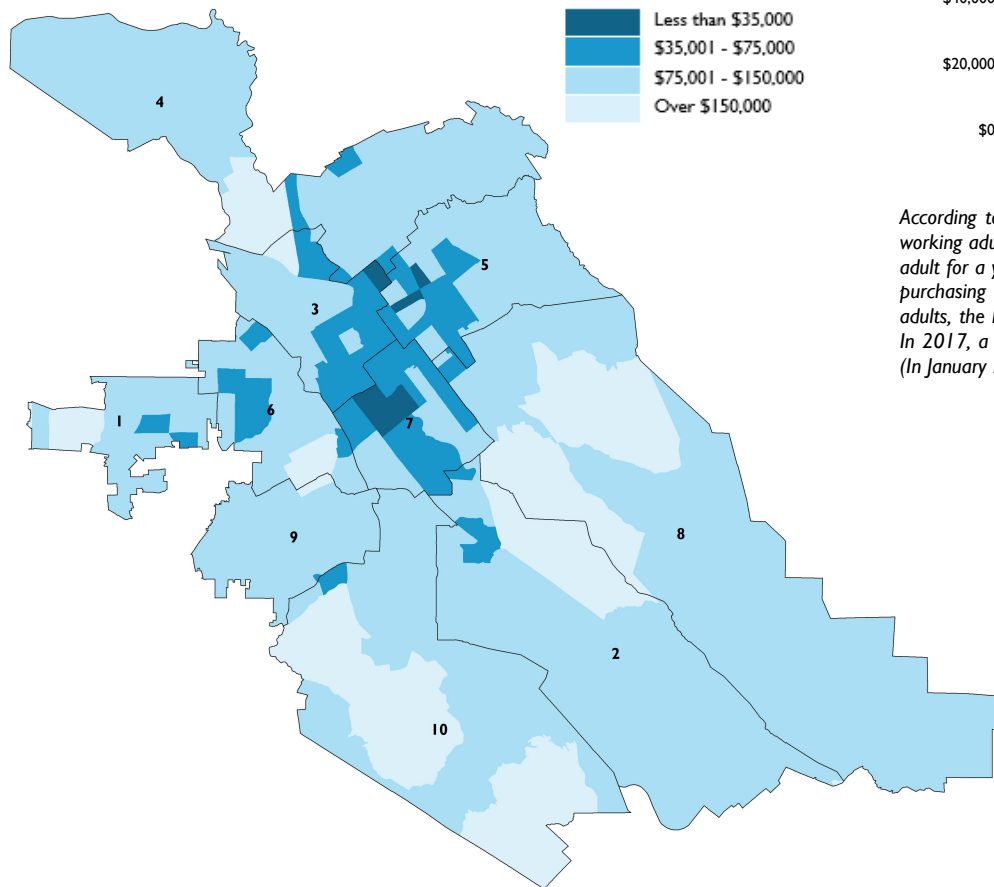 Less than $35,000
$35,001 - $75,000
$75,001 - $150,000
Over $150,000
$20,000
$0
4
5
3
1
6
7
9
8
2
10
According
working
adult for a
purchasing
adults, the
In 2017, a
(In January